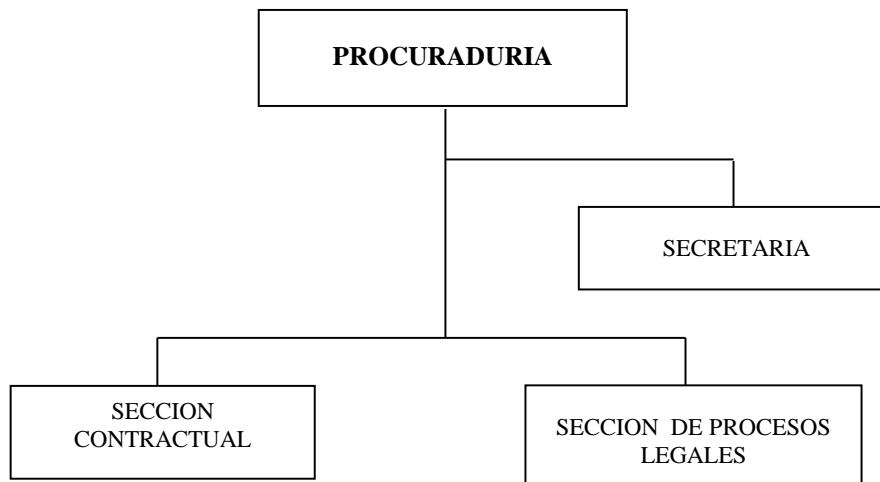 PROCURADURIA
SECRETARIA
SECCION
CONTRACTUAL
SECCION DE PROCESOS
LEGALES